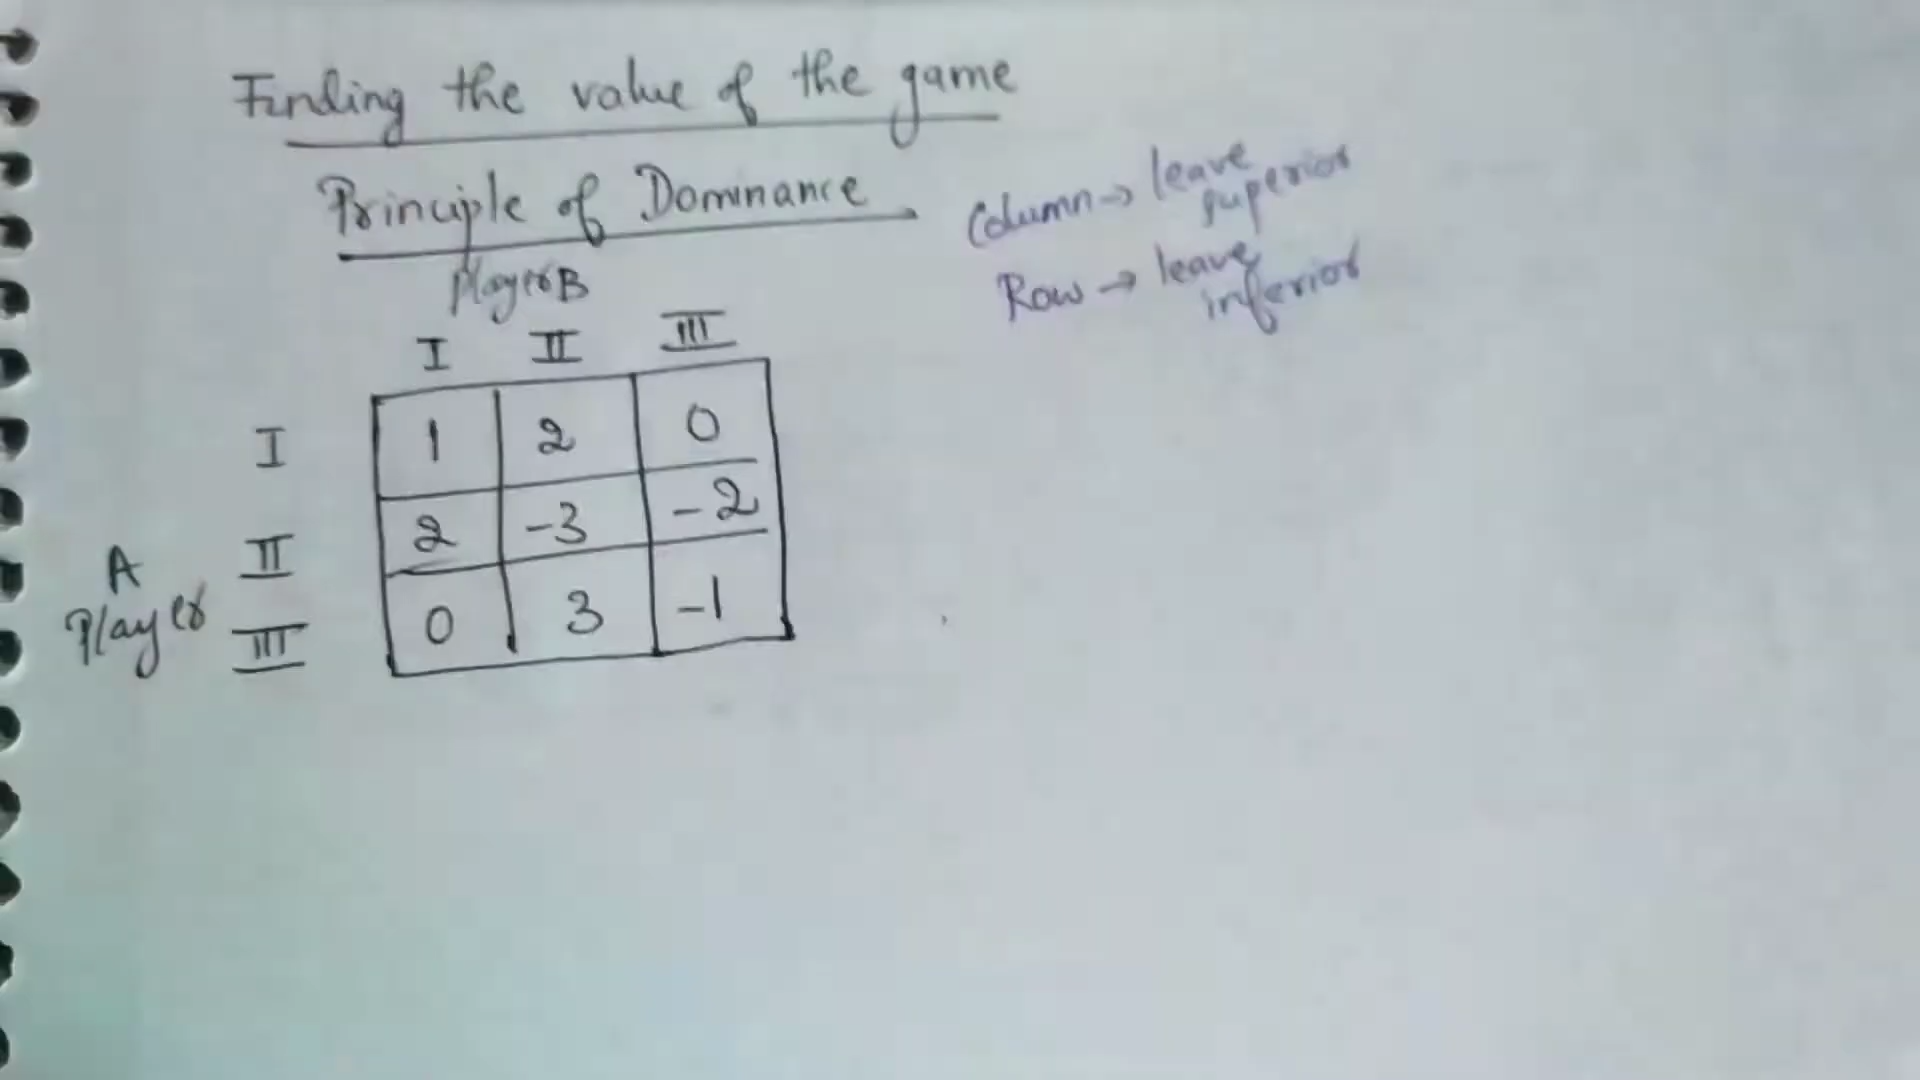 Finding the value of the game
Principle of Dominance
Column → leave superior
Row → leave inferior
Player B
I II III
I 1 2 0
II 2 -3 -2
III 0 3 -1
A
Player